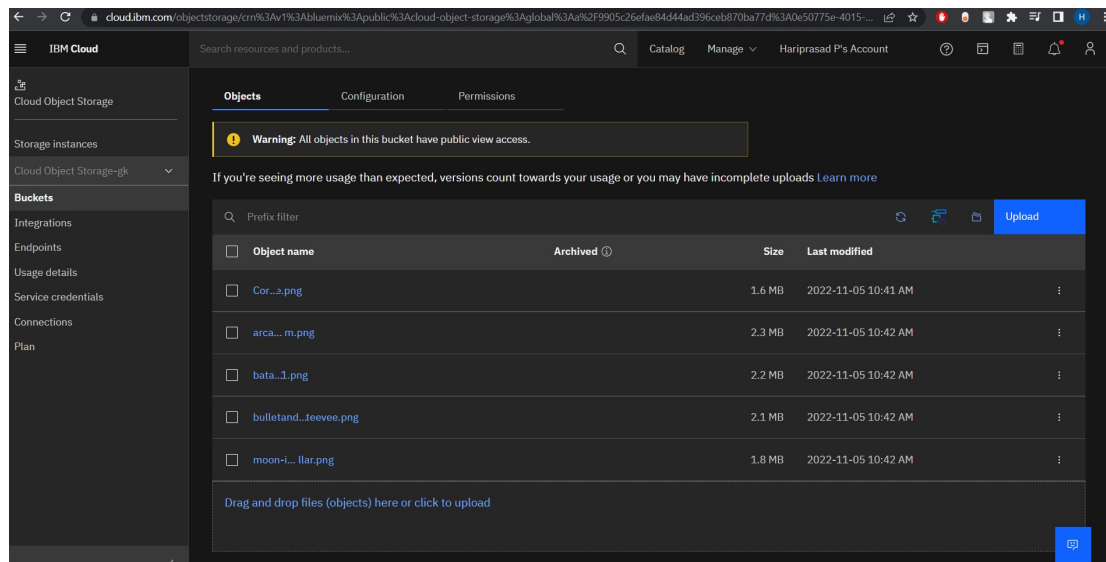 cloud.ibm.com/objectstorage/crn%3Av1%3Abluemix%3Apublic%3Acloud-object-storage%3Aglobal%3Aa%2F9905c26efae84d44ad396ceb870ba77d%3A0e50775e-4015-...
H
IBM Cloud
Search resources and products...
Catalog
Manage
Hariprasad P's Account
Cloud Object Storage
Storage instances
Cloud Object Storage-gk
Buckets
Integrations
Endpoints
Usage details
Service credentials
Connections
Plan
Objects Configuration Permissions
Warning: All objects in this bucket have public view access.
If you're seeing more usage than expected, versions count towards your usage or you may have incomplete uploads Learn more
Prefix filter
Upload
Object name Archived Size Last modified
Cor...e.png 1.6 MB 2022-11-05 10:41 AM
arca... m.png 2.3 MB 2022-11-05 10:42 AM
bata...1.png 2.2 MB 2022-11-05 10:42 AM
bulletand...teevee.png 2.1 MB 2022-11-05 10:42 AM
moon-i... llar.png 1.8 MB 2022-11-05 10:42 AM
Drag and drop files (objects) here or click to upload